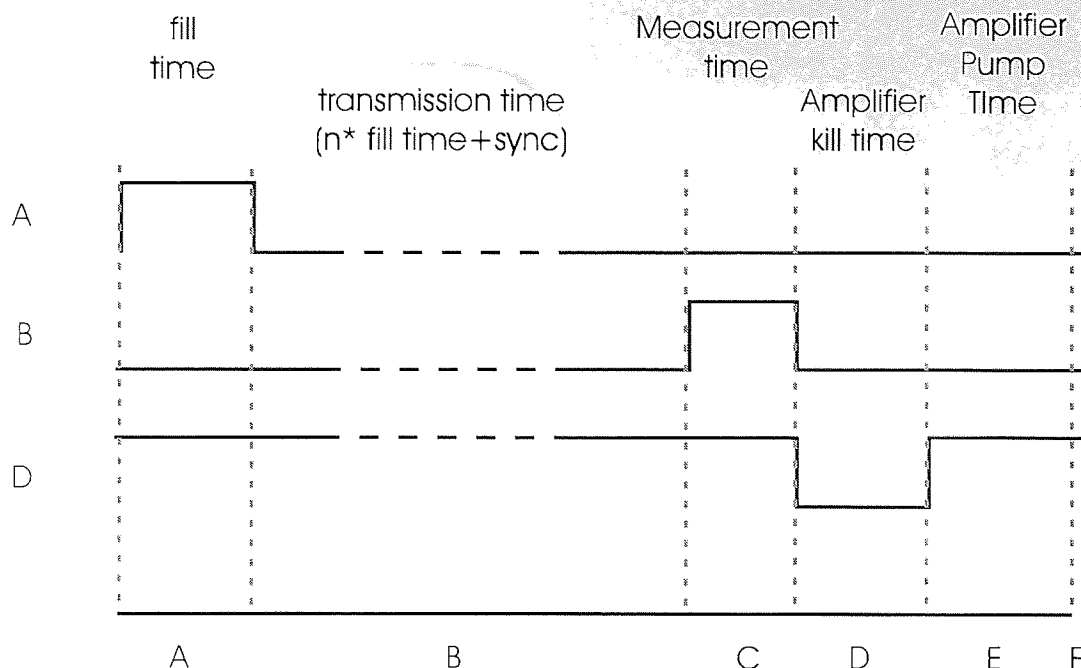 fill
time
transmission time
(n* fill time+sync)
Measurement
time
Amplifier
kill time
Amplifier
Pump
TIme
A
B
D
A B C D E F